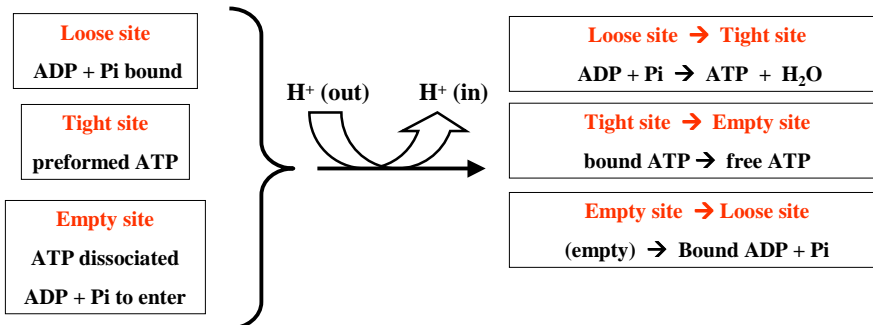 Loose site
ADP + Pi bound
Tight site
preformed ATP
Empty site
ATP dissociated
ADP + Pi to enter
H⁺ (out) H⁺ (in)
Loose site → Tight site
ADP + Pi → ATP + H₂O
Tight site → Empty site
bound ATP → free ATP
Empty site → Loose site
(empty) → Bound ADP + Pi